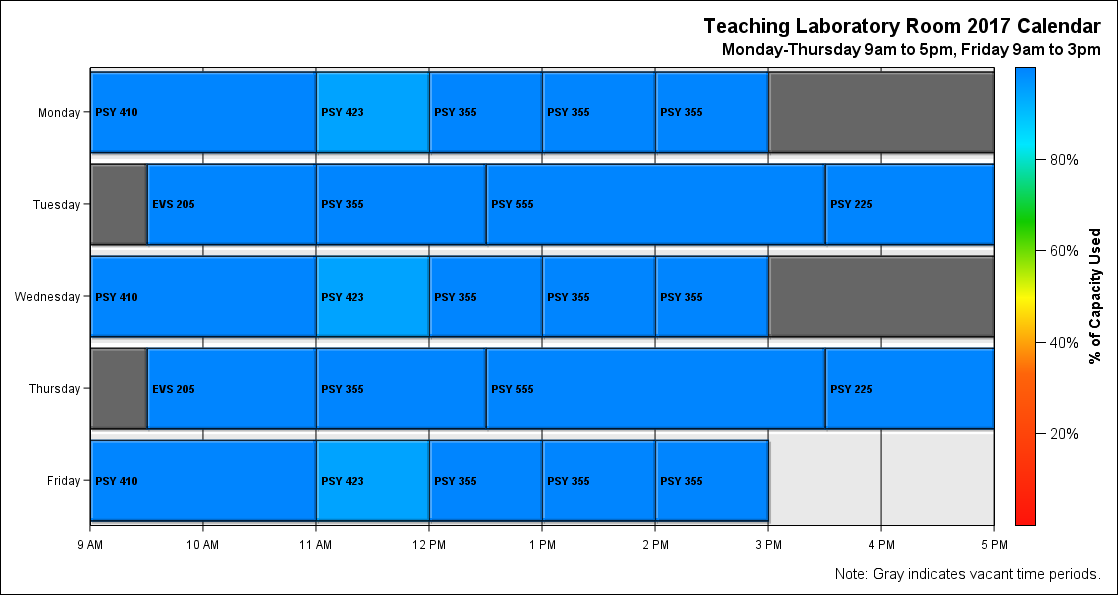 Teaching Laboratory Room 2017 Calendar
Monday-Thursday 9am to 5pm, Friday 9am to 3pm
Monday PSY 410 PSY 423 PSY 355 PSY 355 PSY 355
Tuesday EVS 205 PSY 355 PSY 555 PSY 225
Wednesday PSY 410 PSY 423 PSY 355 PSY 355 PSY 355
Thursday EVS 205 PSY 355 PSY 555 PSY 225
Friday PSY 410 PSY 423 PSY 355 PSY 355 PSY 355
9 AM 10 AM 11 AM 12 PM 1 PM 2 PM 3 PM 4 PM 5 PM
80%
60%
40%
20%
% of Capacity Used
Note: Gray indicates vacant time periods.